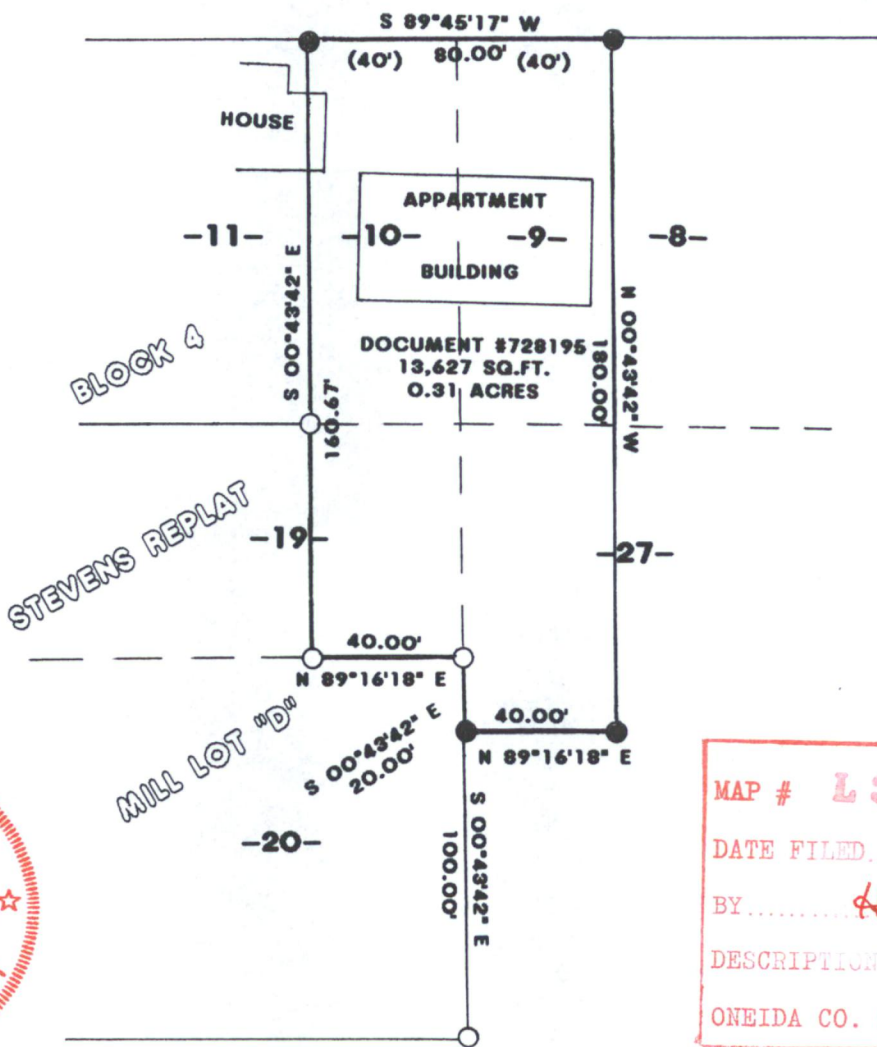 S 89°45'17" W
(40') 80.00' (40')
HOUSE
APPARTMENT
BUILDING
-11-
-10-
-9-
-8-
S 00°43'42" E
160.67'
N 00°43'42" W
180.00'
DOCUMENT #728195
13,627 SQ.FT.
0.31 ACRES
BLOCK 4
STEVENS REPLAT
-19-
-27-
40.00'
N 89°16'18" E
MILL LOT "D"
S 00°43'42" E
20.00'
40.00'
N 89°16'18" E
-20-
S 00°43'42" E
100.00'
MAP # L
DATE FILED.
BY..........
DESCRIPTION
ONEIDA CO.